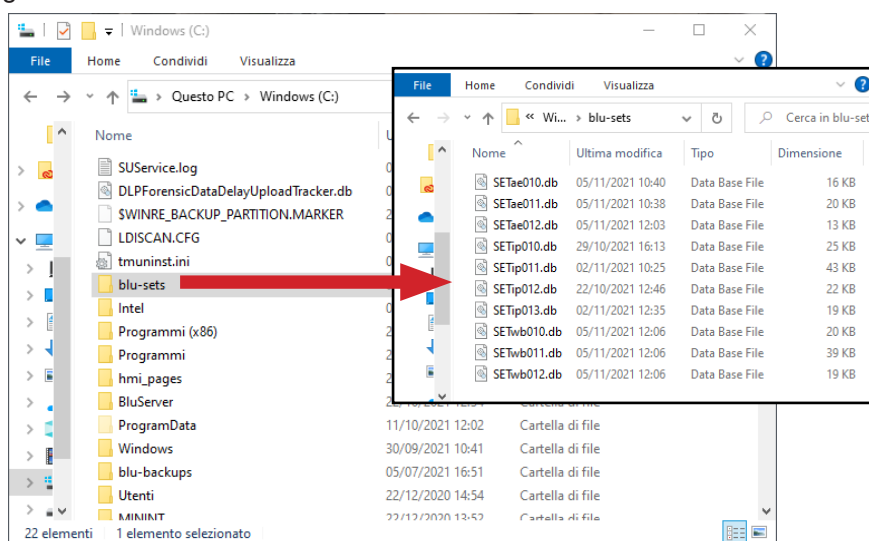 Windows (C:)
File Home Condividi Visualizza
Questo PC > Windows (C:)
Nome
SUService.log
DLPForensicDataDelayUploadTracker.db
$WINRE_BACKUP_PARTITION.MARKER
LDISCAN.CFG
tmuninst.ini
blu-sets
Intel
Programmi (x86)
Programmi
hmi_pages
BluServer
ProgramData 11/10/2021 12:02 Cartella di file
Windows 30/09/2021 10:41 Cartella di file
blu-backups 05/07/2021 16:51 Cartella di file
Utenti 22/12/2020 14:54 Cartella di file
MININT 22/12/2020 13:52 Cartella di file
22 elementi 1 elemento selezionato
File Home Condividi Visualizza
« Wi... > blu-sets Cerca in blu-set
Nome Ultima modifica Tipo Dimensione
SETae010.db 05/11/2021 10:40 Data Base File 16 KB
SETae011.db 05/11/2021 10:38 Data Base File 20 KB
SETae012.db 05/11/2021 12:03 Data Base File 13 KB
SETip010.db 29/10/2021 16:13 Data Base File 25 KB
SETip011.db 02/11/2021 10:25 Data Base File 43 KB
SETip012.db 22/10/2021 12:46 Data Base File 22 KB
SETip013.db 02/11/2021 12:35 Data Base File 19 KB
SETwb010.db 05/11/2021 12:06 Data Base File 20 KB
SETwb011.db 05/11/2021 12:06 Data Base File 39 KB
SETwb012.db 05/11/2021 12:06 Data Base File 19 KB